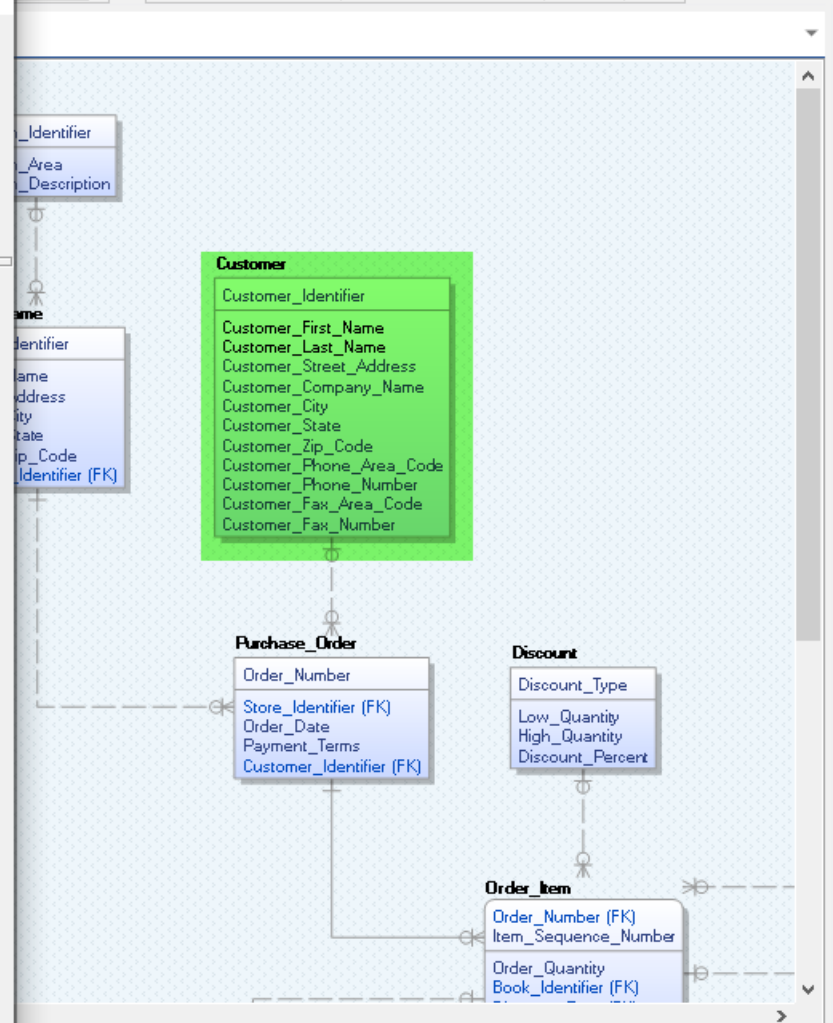 _Identifier
_Area
_Description
Customer
Customer_Identifier
Customer_First_Name
Customer_Last_Name
Customer_Street_Address
Customer_Company_Name
Customer_City
Customer_State
Customer_Zip_Code
Customer_Phone_Area_Code
Customer_Phone_Number
Customer_Fax_Area_Code
Customer_Fax_Number
ame
dentifier
ame
ddress
ity
tate
ip_Code
_Identifier (FK)
Purchase_Order
Order_Number
Store_Identifier (FK)
Order_Date
Payment_Terms
Customer_Identifier (FK)
Discount
Discount_Type
Low_Quantity
High_Quantity
Discount_Percent
Order_Item
Order_Number (FK)
Item_Sequence_Number
Order_Quantity
Book_Identifier (FK)